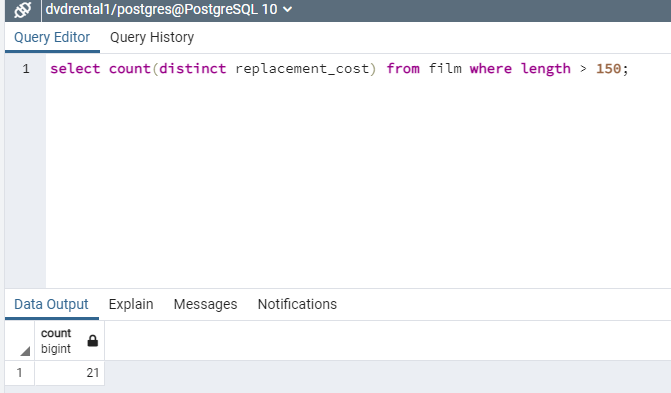 dvdrental1/postgres@PostgreSQL 10
Query Editor Query History
1 select count(distinct replacement_cost) from film where length > 150;
Data Output Explain Messages Notifications
count
bigint
1 21